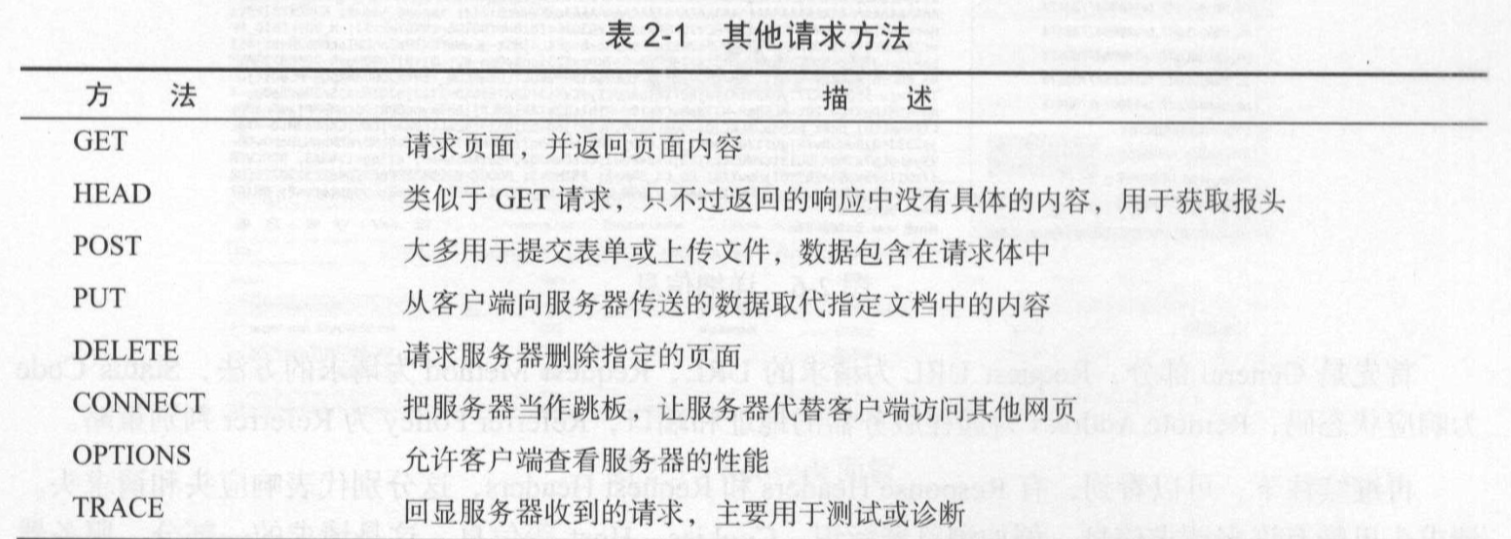 表 2-1 其他请求方法
方 法 描 述
GET 请求页面，并返回页面内容
HEAD 类似于 GET 请求，只不过返回的响应中没有具体的内容，用于获取报头
POST 大多用于提交表单或上传文件，数据包含在请求体中
PUT 从客户端向服务器传送的数据取代指定文档中的内容
DELETE 请求服务器删除指定的页面
CONNECT 把服务器当作跳板，让服务器代替客户端访问其他网页
OPTIONS 允许客户端查看服务器的性能
TRACE 回显服务器收到的请求，主要用于测试或诊断